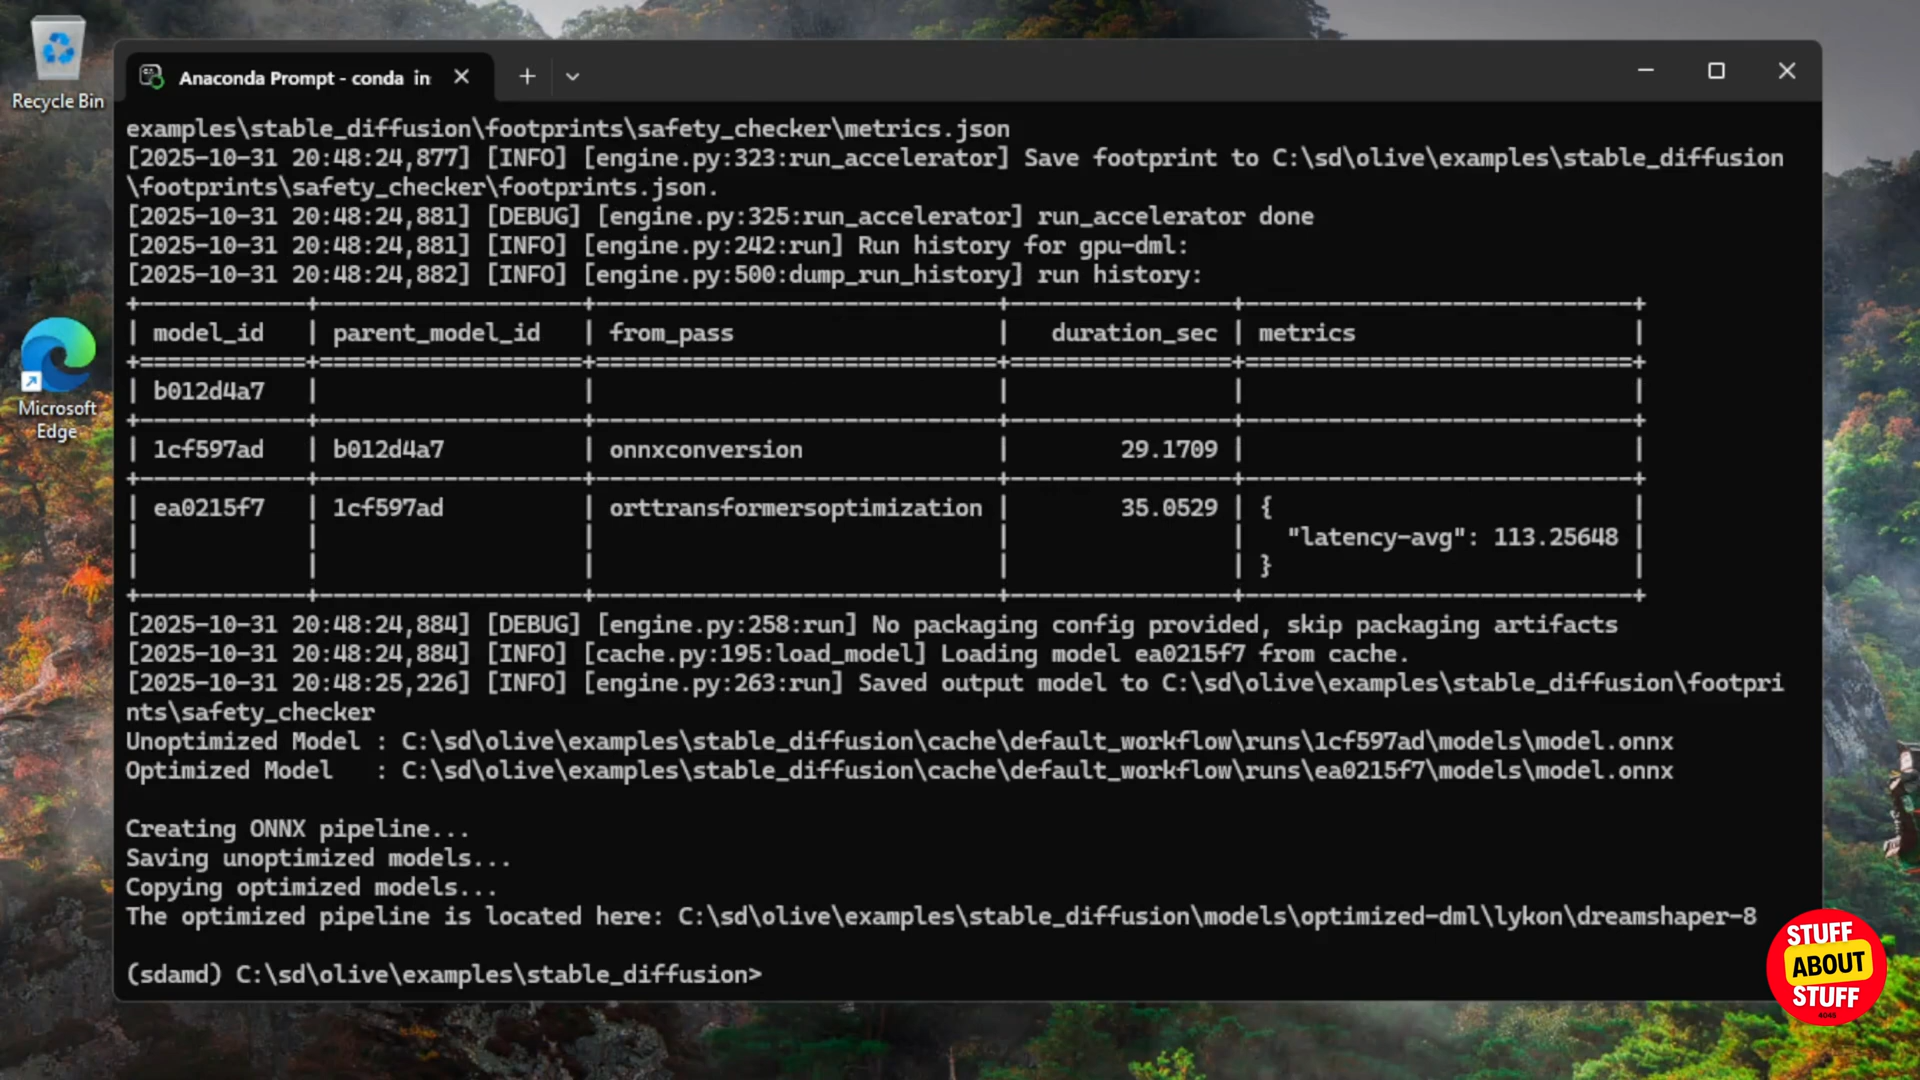 Recycle Bin
Microsoft
Edge
Anaconda Prompt - conda in
examples\stable_diffusion\footprints\safety_checker\metrics.json
[2025-10-31 20:48:24,877] [INFO] [engine.py:323:run_accelerator] Save footprint to C:\sd\olive\examples\stable_diffusion
\footprints\safety_checker\footprints.json.
[2025-10-31 20:48:24,881] [DEBUG] [engine.py:325:run_accelerator] run_accelerator done
[2025-10-31 20:48:24,881] [INFO] [engine.py:242:run] Run history for gpu-dml:
[2025-10-31 20:48:24,882] [INFO] [engine.py:500:dump_run_history] run history:
| model_id | parent_model_id | from_pass | duration_sec | metrics |
| b012d4a7 | | | | |
| 1cf597ad | b012d4a7 | onnxconversion | 29.1709 | |
| ea0215f7 | 1cf597ad | orttransformersoptimization | 35.0529 | { |
| | | | | "latency-avg": 113.25648 |
| | | | | } |
[2025-10-31 20:48:24,884] [DEBUG] [engine.py:258:run] No packaging config provided, skip packaging artifacts
[2025-10-31 20:48:24,884] [INFO] [cache.py:195:load_model] Loading model ea0215f7 from cache.
[2025-10-31 20:48:25,226] [INFO] [engine.py:263:run] Saved output model to C:\sd\olive\examples\stable_diffusion\footpri
nts\safety_checker
Unoptimized Model : C:\sd\olive\examples\stable_diffusion\cache\default_workflow\runs\1cf597ad\models\model.onnx
Optimized Model   : C:\sd\olive\examples\stable_diffusion\cache\default_workflow\runs\ea0215f7\models\model.onnx
Creating ONNX pipeline...
Saving unoptimized models...
Copying optimized models...
The optimized pipeline is located here: C:\sd\olive\examples\stable_diffusion\models\optimized-dml\lykon\dreamshaper-8
(sdamd) C:\sd\olive\examples\stable_diffusion>
STUFF
ABOUT
STUFF